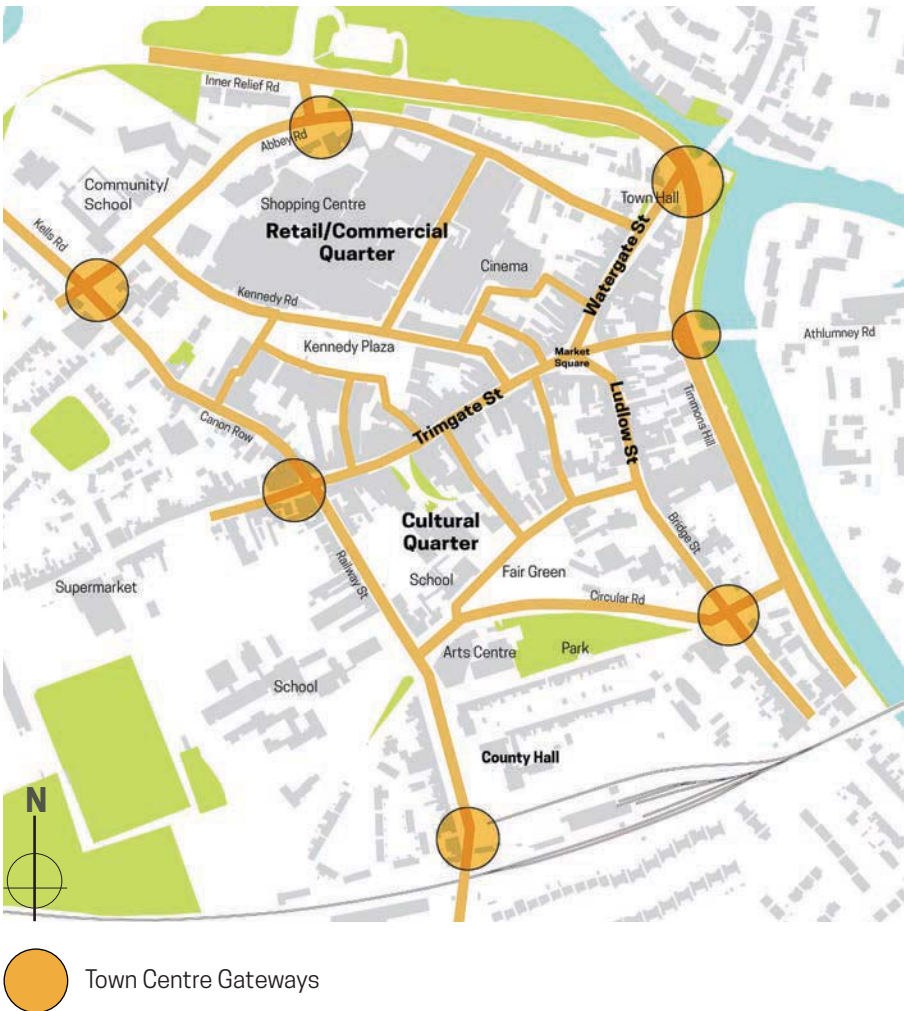 Inner Relief Rd
Abbey Rd
Community/
School
Town Hall
Shopping Centre
Retail/Commercial
Quarter
Kells Rd
Watergate St
Cinema
Kennedy Rd
Athlumney Rd
Kennedy Plaza
Market
Square
Trimgate St
Ludlow St
Timmons Hill
Canon Row
Cultural
Quarter
Bridge St
Railway St
School
Fair Green
Supermarket
Circular Rd
Arts Centre
Park
School
County Hall
N
Town Centre Gateways